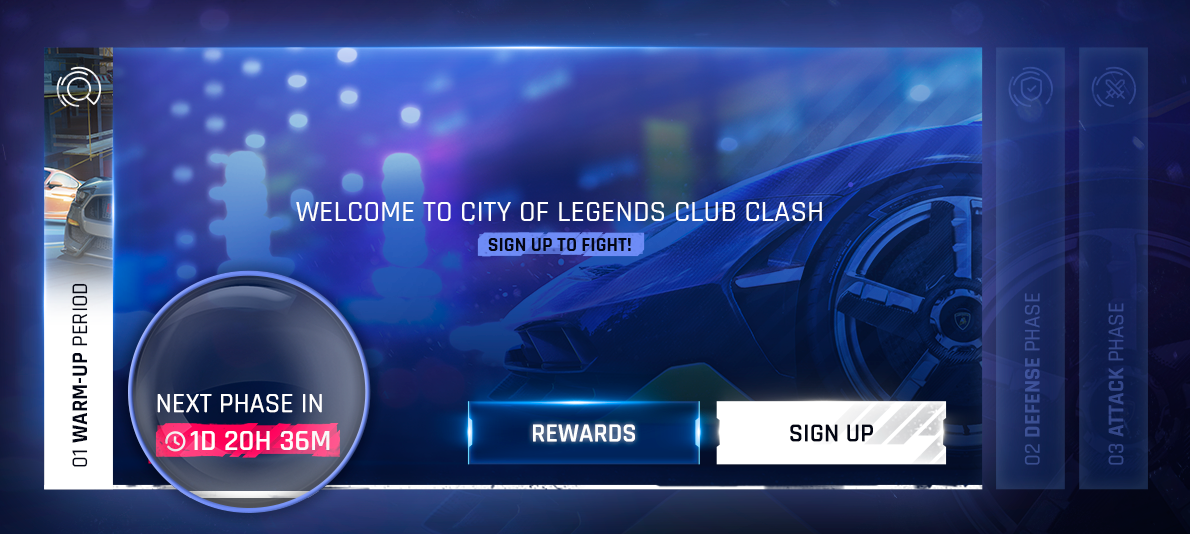 01 WARM-UP PERIOD
WELCOME TO CITY OF LEGENDS CLUB CLASH
SIGN UP TO FIGHT!
NEXT PHASE IN
1D 20H 36M
REWARDS
SIGN UP
02 DEFENSE PHASE
03 ATTACK PHASE